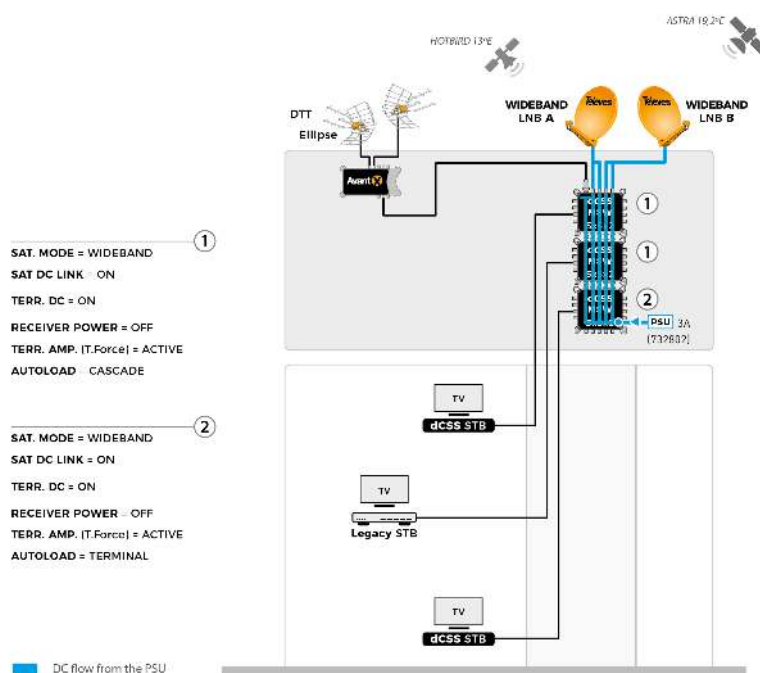 ASTRA 19,2ºE
HOTBIRD 13ºE
WIDEBAND
LNB A
Televes
Televes
WIDEBAND
LNB B
DTT
Ellipse
Avant X
1
1
2
PSU 3A
(732802)
1
SAT. MODE = WIDEBAND
SAT DC LINK = ON
TERR. DC = ON
RECEIVER POWER = OFF
TERR. AMP. (T.Force) = ACTIVE
AUTOLOAD = CASCADE
2
SAT. MODE = WIDEBAND
SAT DC LINK = ON
TERR. DC = ON
RECEIVER POWER = OFF
TERR. AMP. (T.Force) = ACTIVE
AUTOLOAD = TERMINAL
TV
dCSS STB
TV
Legacy STB
TV
dCSS STB
DC flow from the PSU